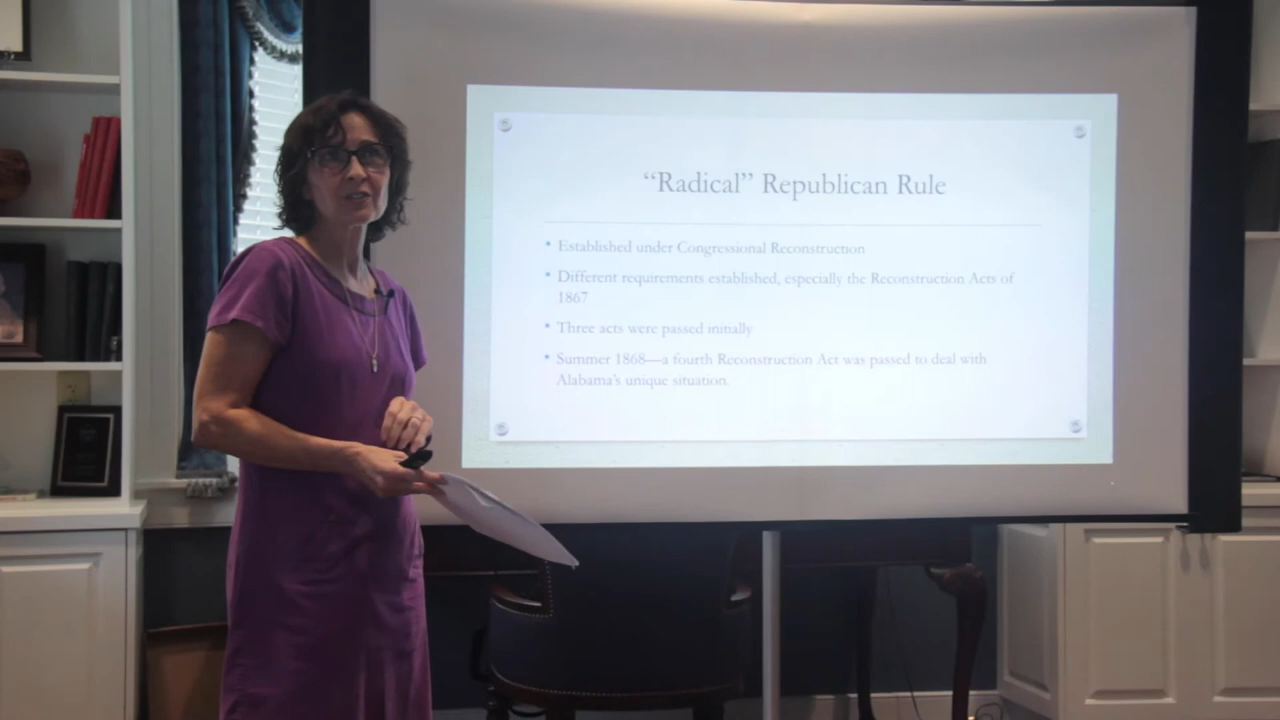 “Radical” Republican Rule
• Established under Congressional Reconstruction
• Different requirements established, especially the Reconstruction Acts of
1867
• Three acts were passed initially
• Summer 1868—a fourth Reconstruction Act was passed to deal with
Alabama’s unique situation.